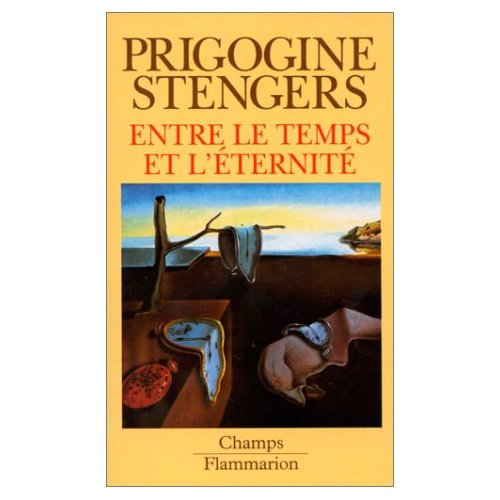 PRIGOGINE
STENGERS
ENTRE LE TEMPS
ET L'ÉTERNITÉ
Champs
Flammarion